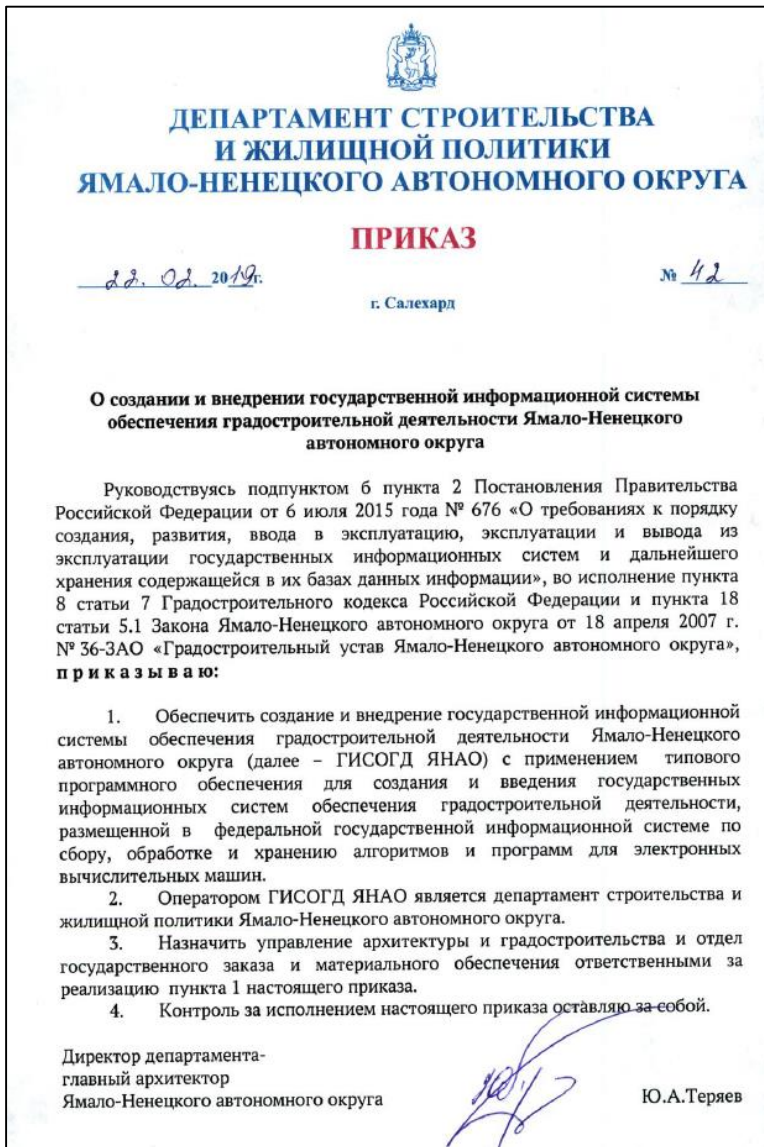 ДЕПАРТАМЕНТ СТРОИТЕЛЬСТВА
И ЖИЛИЩНОЙ ПОЛИТИКИ
ЯМАЛО-НЕНЕЦКОГО АВТОНОМНОГО ОКРУГА
ПРИКАЗ
22. 02. 2019г. № 42
г. Салехард
О создании и внедрении государственной информационной системы
обеспечения градостроительной деятельности Ямало-Ненецкого
автономного округа
Руководствуясь подпунктом б пункта 2 Постановления Правительства
Российской Федерации от 6 июля 2015 года № 676 «О требованиях к порядку
создания, развития, ввода в эксплуатацию, эксплуатации и вывода из
эксплуатации государственных информационных систем и дальнейшего
хранения содержащейся в их базах данных информации», во исполнение пункта
8 статьи 7 Градостроительного кодекса Российской Федерации и пункта 18
статьи 5.1 Закона Ямало-Ненецкого автономного округа от 18 апреля 2007 г.
№ 36-ЗАО «Градостроительный устав Ямало-Ненецкого автономного округа»,
п р и к а з ы в а ю:
1. Обеспечить создание и внедрение государственной информационной
системы обеспечения градостроительной деятельности Ямало-Ненецкого
автономного округа (далее – ГИСОГД ЯНАО) с применением типового
программного обеспечения для создания и введения государственных
информационных систем обеспечения градостроительной деятельности,
размещенной в федеральной государственной информационной системе по
сбору, обработке и хранению алгоритмов и программ для электронных
вычислительных машин.
2. Оператором ГИСОГД ЯНАО является департамент строительства и
жилищной политики Ямало-Ненецкого автономного округа.
3. Назначить управление архитектуры и градостроительства и отдел
государственного заказа и материального обеспечения ответственными за
реализацию пункта 1 настоящего приказа.
4. Контроль за исполнением настоящего приказа оставляю за собой.
Директор департамента-
главный архитектор
Ямало-Ненецкого автономного округа Ю.А.Теряев